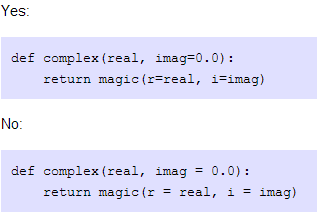 Yes:
def complex(real, imag=0.0):
    return magic(r=real, i=imag)
No:
def complex(real, imag = 0.0):
    return magic(r = real, i = imag)